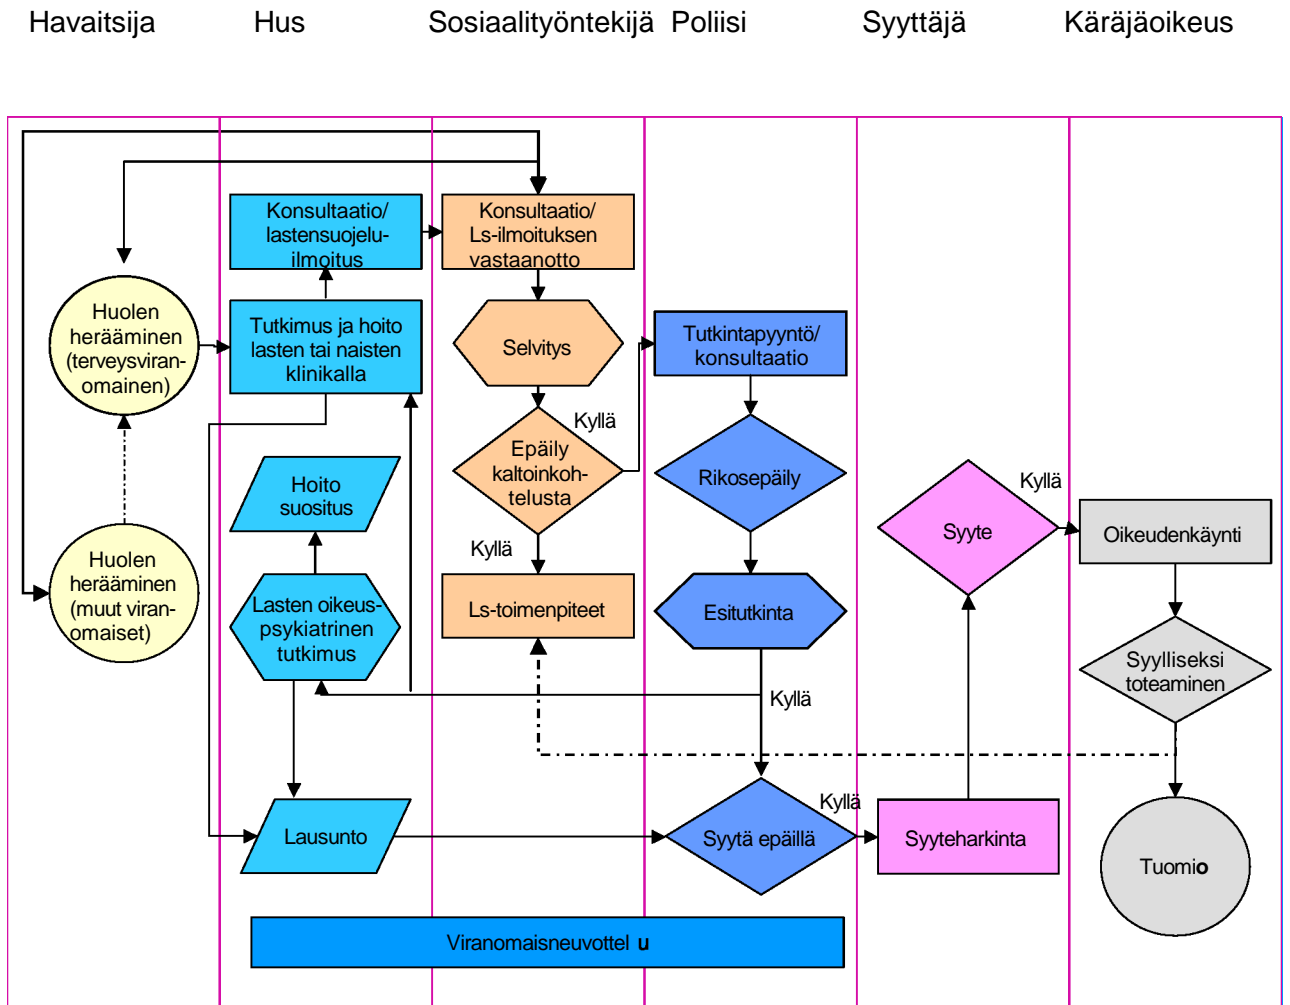 Havaitsija Hus Sosiaalityöntekijä Poliisi Syyttäjä Käräjäoikeus
Konsultaatio/
lastensuojelu-
ilmoitus
Konsultaatio/
Ls-ilmoituksen
vastaanotto
Huolen
herääminen
(terveysviran-
omainen)
Tutkimus ja hoito
lasten tai naisten
klinikalla
Selvitys
Tutkintapyyntö/
konsultaatio
Kyllä
Epäily
kaltoinkoh-
telusta
Rikosepäily
Hoito
suositus
Kyllä
Syyte
Oikeudenkäynti
Kyllä
Huolen
herääminen
(muut viran-
omaiset)
Lasten oikeus-
psykiatrinen
tutkimus
Ls-toimenpiteet
Esitutkinta
Syylliseksi
toteaminen
Kyllä
Kyllä
Lausunto
Syytä epäillä
Syyteharkinta
Tuomio
Viranomaisneuvottel u